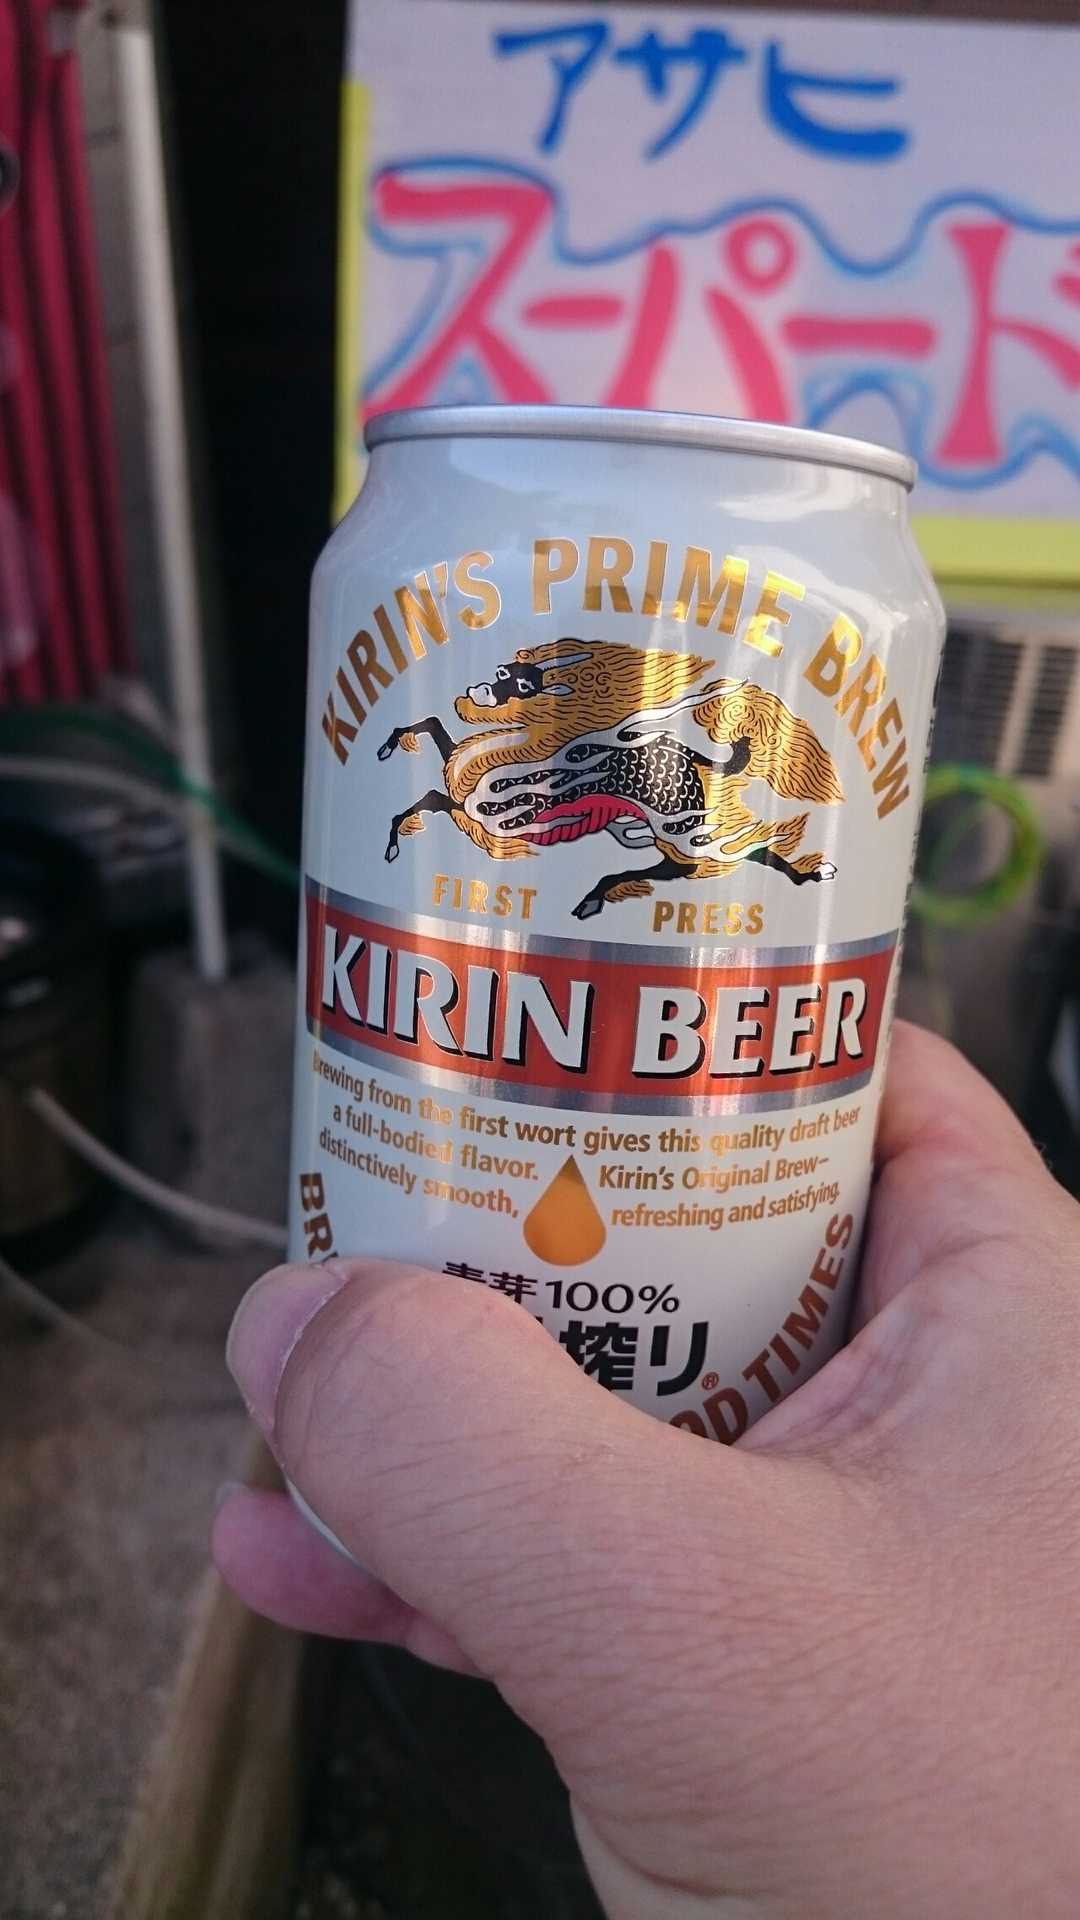 アサヒ
スーパード
KIRIN'S PRIME BREW
FIRST PRESS
KIRIN BEER
Brewing from the first wort gives this quality draft beer
a full-bodied flavor. Kirin's Original Brew–
distinctively smooth, refreshing and satisfying.
麦芽100%
搾り®
TIMES